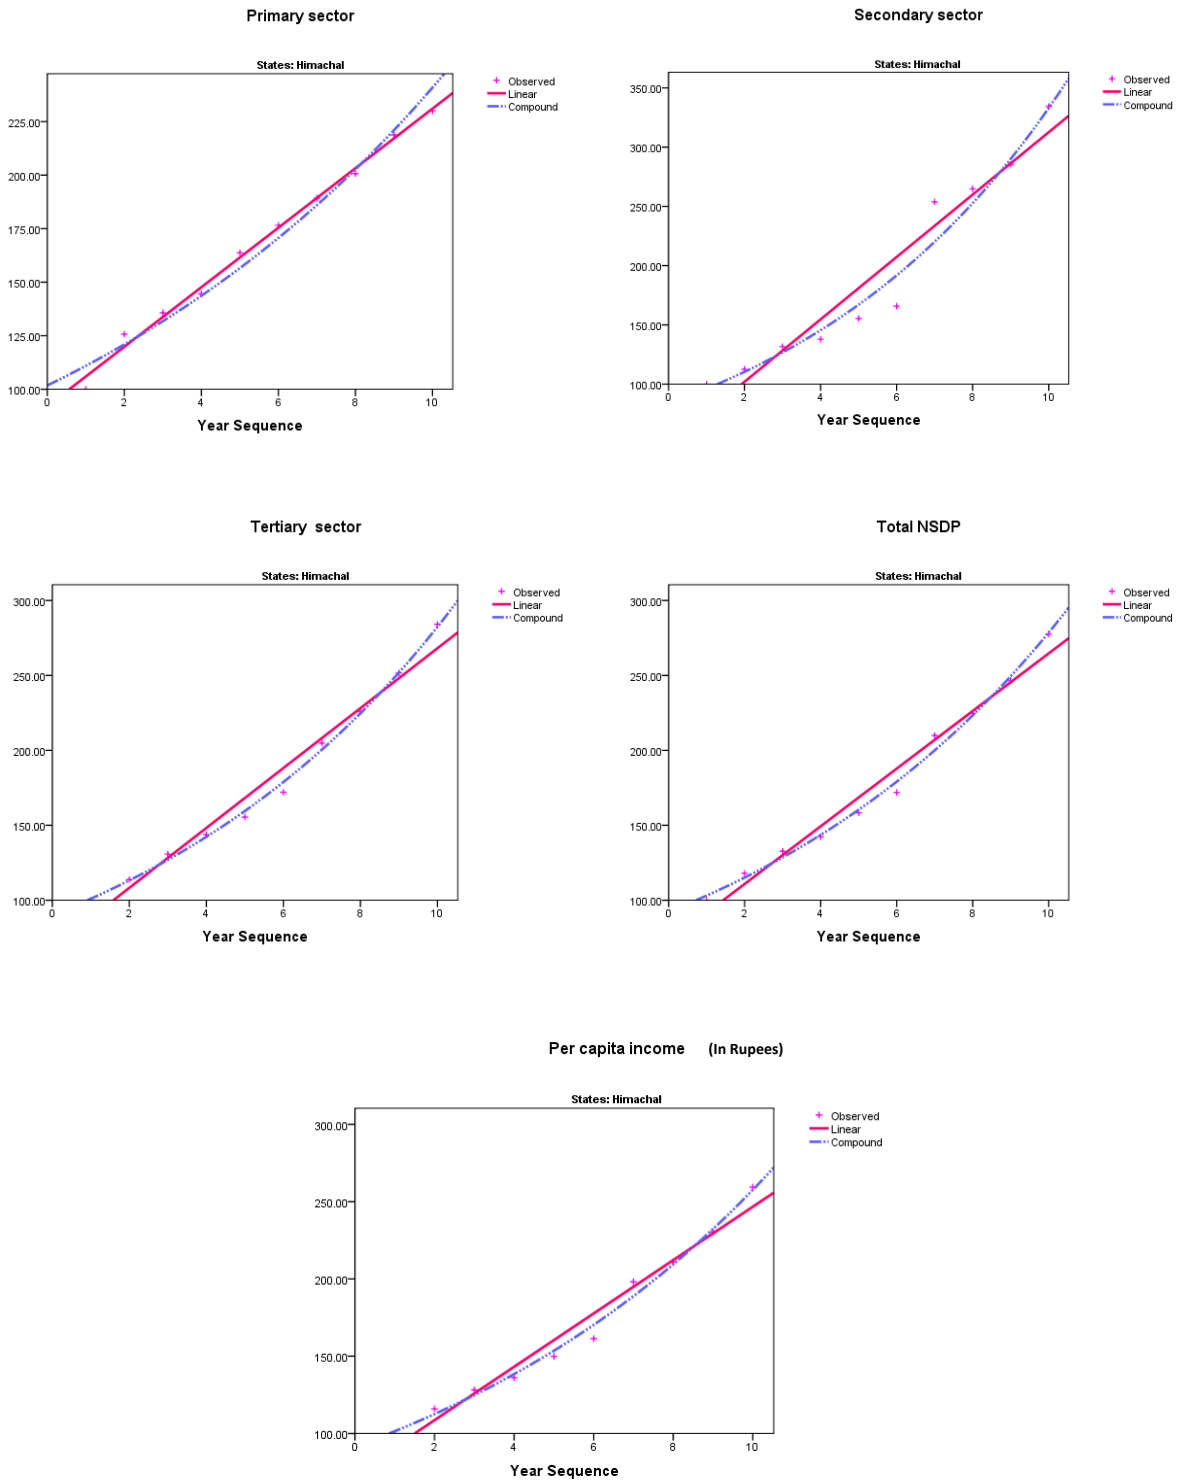 Primary sector
States: Himachal
Observed
Linear
Compound
225.00
200.00
175.00
150.00
125.00
100.00
0 2 4 6 8 10
Year Sequence
Secondary sector
States: Himachal
Observed
Linear
Compound
350.00
300.00
250.00
200.00
150.00
100.00
0 2 4 6 8 10
Year Sequence
Tertiary sector
States: Himachal
Observed
Linear
Compound
300.00
250.00
200.00
150.00
100.00
0 2 4 6 8 10
Year Sequence
Total NSDP
States: Himachal
Observed
Linear
Compound
300.00
250.00
200.00
150.00
100.00
0 2 4 6 8 10
Year Sequence
Per capita income (In Rupees)
States: Himachal
Observed
Linear
Compound
300.00
250.00
200.00
150.00
100.00
0 2 4 6 8 10
Year Sequence